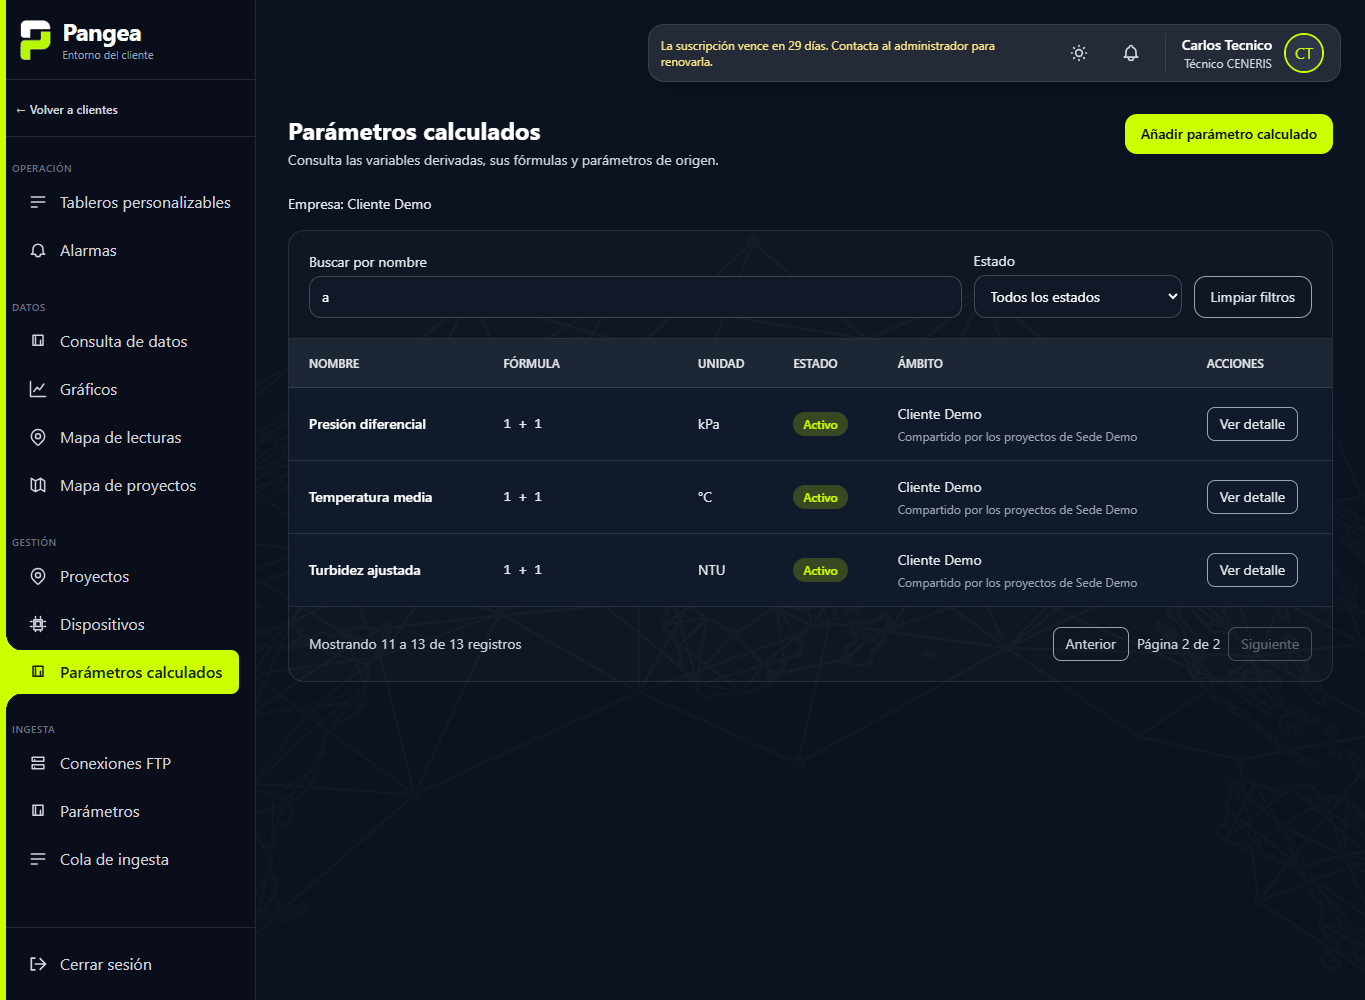 Pangea
Entorno del cliente
← Volver a clientes
OPERACIÓN
Tableros personalizables
Alarmas
DATOS
Consulta de datos
Gráficos
Mapa de lecturas
Mapa de proyectos
GESTIÓN
Proyectos
Dispositivos
Parámetros calculados
INGESTA
Conexiones FTP
Parámetros
Cola de ingesta
Cerrar sesión
La suscripción vence en 29 días. Contacta al administrador para
renovarla.
Carlos Tecnico
Técnico CENERIS
CT
Parámetros calculados
Consulta las variables derivadas, sus fórmulas y parámetros de origen.
Añadir parámetro calculado
Empresa: Cliente Demo
Buscar por nombre
a
Estado
Todos los estados
Limpiar filtros
NOMBRE FÓRMULA UNIDAD ESTADO ÁMBITO ACCIONES
Presión diferencial 1 + 1 kPa Activo Cliente Demo
Compartido por los proyectos de Sede Demo
Ver detalle
Temperatura media 1 + 1 °C Activo Cliente Demo
Compartido por los proyectos de Sede Demo
Ver detalle
Turbidez ajustada 1 + 1 NTU Activo Cliente Demo
Compartido por los proyectos de Sede Demo
Ver detalle
Mostrando 11 a 13 de 13 registros
Anterior Página 2 de 2 Siguiente